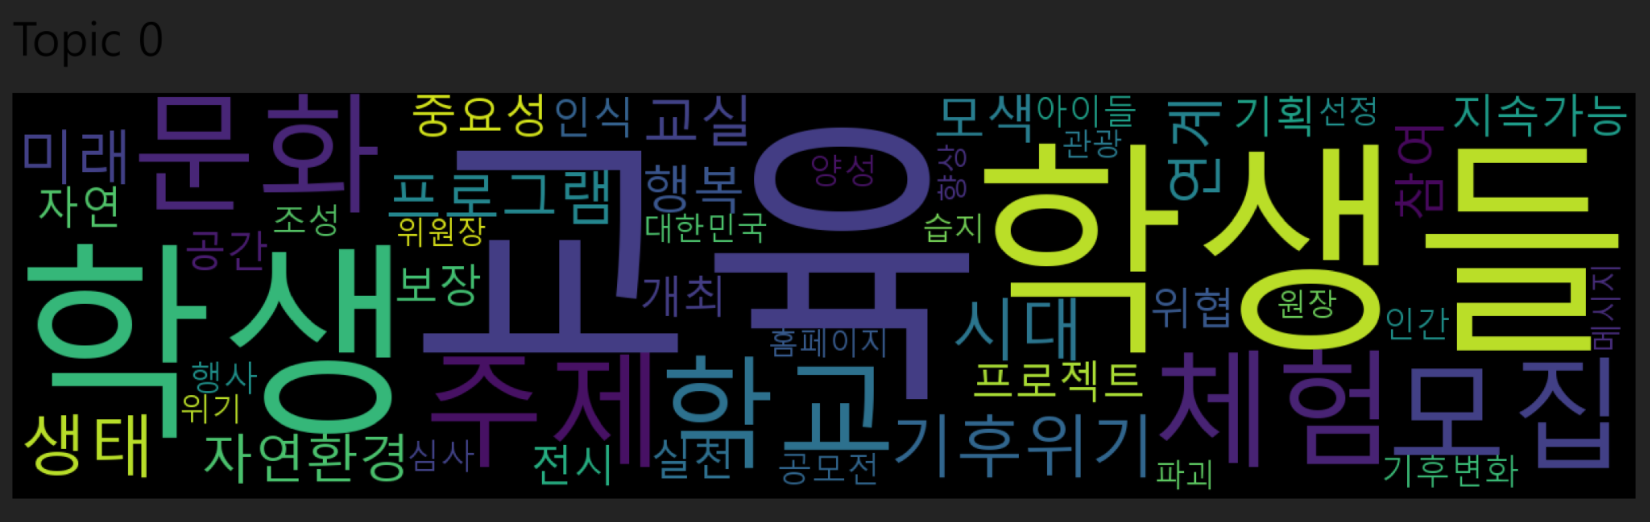 Topic 0
문화
중요성
인식
교실
모색
아이들
연계
기획
선정
지속가능
미래
관광
참여
자연
프로그램
행복
양성
향상
조성
위원장
대한민국
습지
공간
교육
학생들
학생
보장
개최
시대
위협
원장
인간
메시지
홈페이지
행사
주제
학교
프로젝트
체험
모집
위기
생태
자연환경
심사
전시
실천
공모전
기후위기
파괴
기후변화